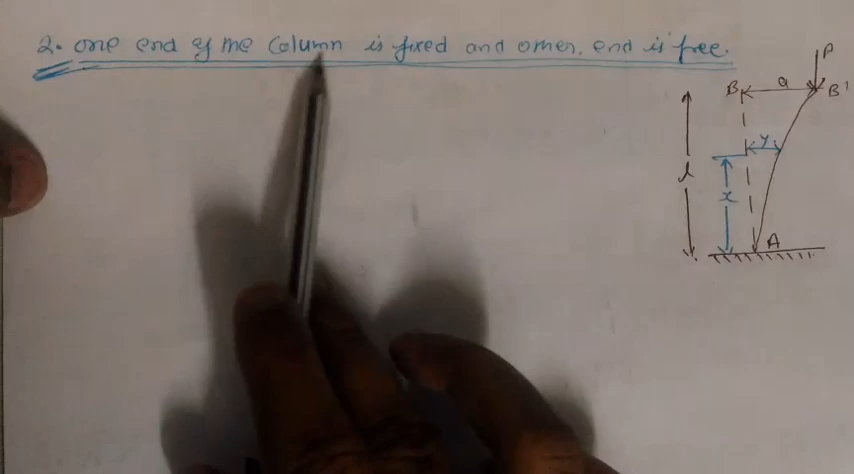 2. one end of the column is fixed and other end is free.
P
B a B'
y
l
x
A